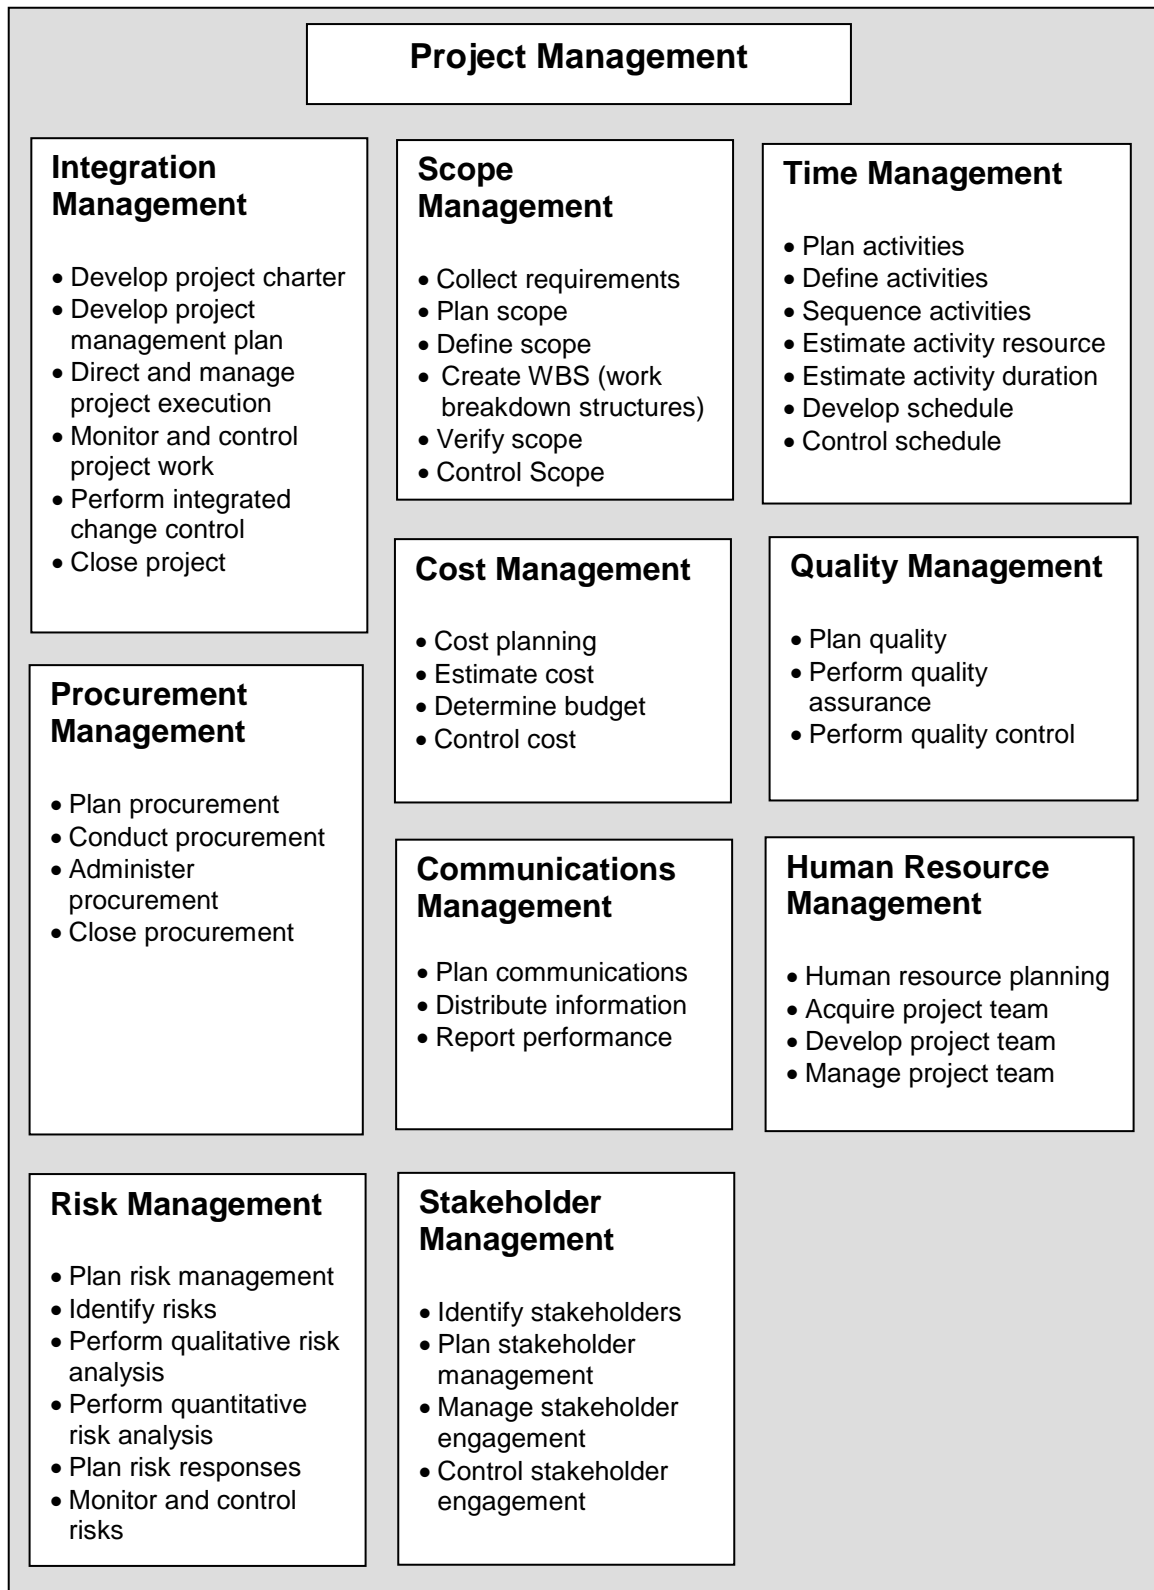 Project Management
Integration
Management
• Develop project charter
• Develop project
management plan
• Direct and manage
project execution
• Monitor and control
project work
• Perform integrated
change control
• Close project
Scope
Management
• Collect requirements
• Plan scope
• Define scope
• Create WBS (work
breakdown structures)
• Verify scope
• Control Scope
Time Management
• Plan activities
• Define activities
• Sequence activities
• Estimate activity resource
• Estimate activity duration
• Develop schedule
• Control schedule
Cost Management
• Cost planning
• Estimate cost
• Determine budget
• Control cost
Quality Management
• Plan quality
• Perform quality
assurance
• Perform quality control
Procurement
Management
• Plan procurement
• Conduct procurement
• Administer
procurement
• Close procurement
Communications
Management
• Plan communications
• Distribute information
• Report performance
Human Resource
Management
• Human resource planning
• Acquire project team
• Develop project team
• Manage project team
Risk Management
• Plan risk management
• Identify risks
• Perform qualitative risk
analysis
• Perform quantitative
risk analysis
• Plan risk responses
• Monitor and control
risks
Stakeholder
Management
• Identify stakeholders
• Plan stakeholder
management
• Manage stakeholder
engagement
• Control stakeholder
engagement